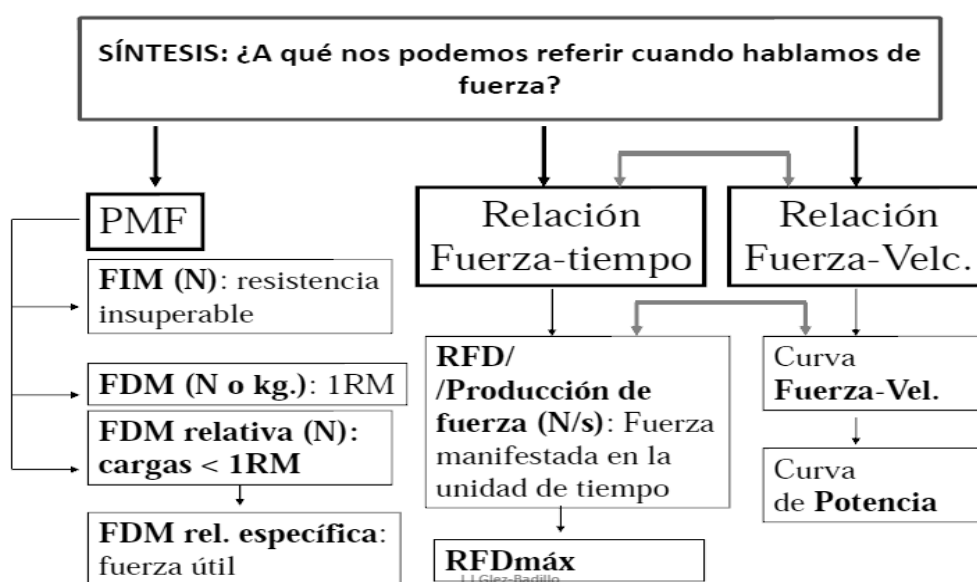 SÍNTESIS: ¿A qué nos podemos referir cuando hablamos de
fuerza?
PMF
FIM (N): resistencia
insuperable
FDM (N o kg.): 1RM
FDM relativa (N):
cargas < 1RM
FDM rel. específica:
fuerza útil
Relación
Fuerza-tiempo
RFD/
/Producción de
fuerza (N/s): Fuerza
manifestada en la
unidad de tiempo
RFDmáx
J.J Glez-Badillo
Relación
Fuerza-Velc.
Curva
Fuerza-Vel.
Curva
de Potencia